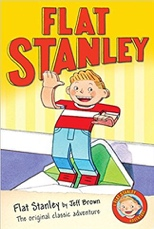 FLAT
STANLEY
Flat Stanley by Jeff Brown
The original classic adventure